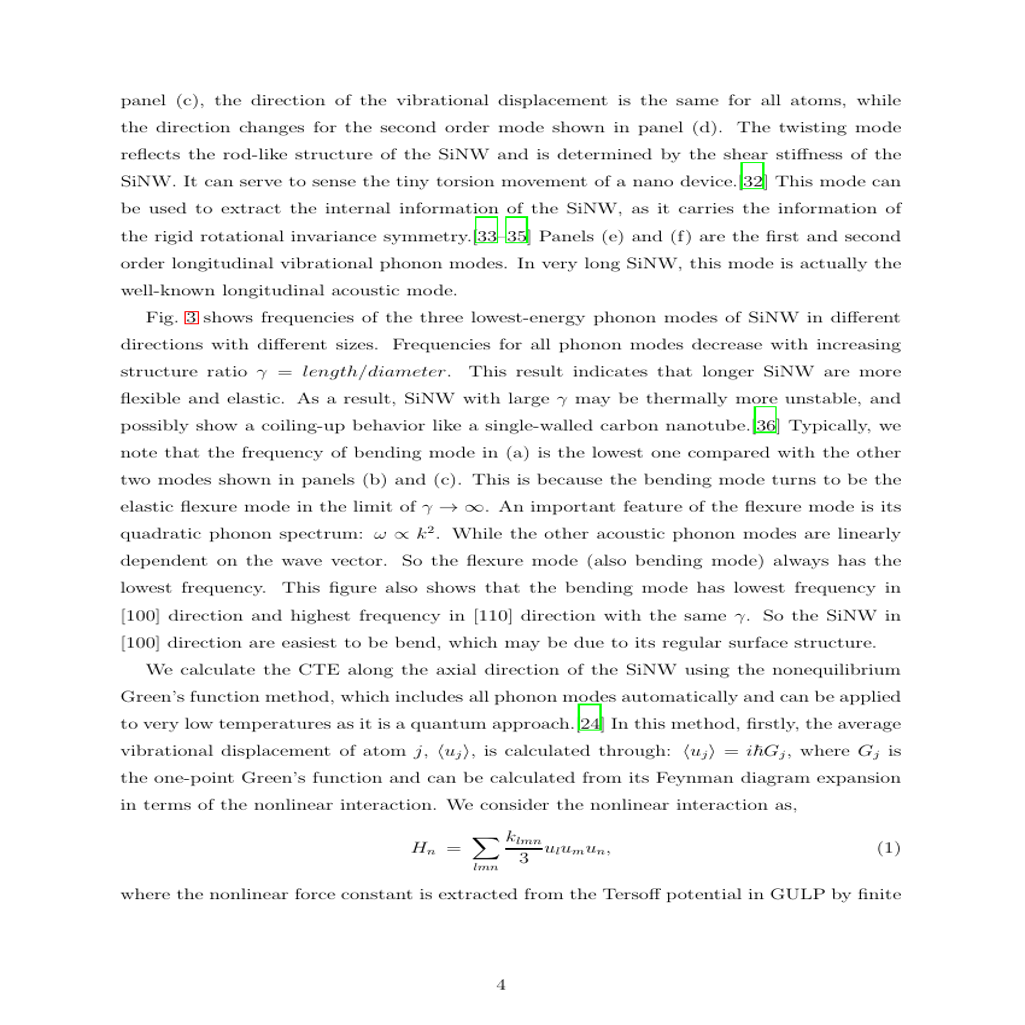 panel (c), the direction of the vibrational displacement is the same for all atoms, while
the direction changes for the second order mode shown in panel (d). The twisting mode
reflects the rod-like structure of the SiNW and is determined by the shear stiffness of the
SiNW. It can serve to sense the tiny torsion movement of a nano device.[32] This mode can
be used to extract the internal information of the SiNW, as it carries the information of
the rigid rotational invariance symmetry.[33–35] Panels (e) and (f) are the first and second
order longitudinal vibrational phonon modes. In very long SiNW, this mode is actually the
well-known longitudinal acoustic mode.
Fig. 3 shows frequencies of the three lowest-energy phonon modes of SiNW in different
directions with different sizes. Frequencies for all phonon modes decrease with increasing
structure ratio γ = length/diameter. This result indicates that longer SiNW are more
flexible and elastic. As a result, SiNW with large γ may be thermally more unstable, and
possibly show a coiling-up behavior like a single-walled carbon nanotube.[36] Typically, we
note that the frequency of bending mode in (a) is the lowest one compared with the other
two modes shown in panels (b) and (c). This is because the bending mode turns to be the
elastic flexure mode in the limit of γ → ∞. An important feature of the flexure mode is its
quadratic phonon spectrum: ω ∝ k². While the other acoustic phonon modes are linearly
dependent on the wave vector. So the flexure mode (also bending mode) always has the
lowest frequency. This figure also shows that the bending mode has lowest frequency in
[100] direction and highest frequency in [110] direction with the same γ. So the SiNW in
[100] direction are easiest to be bend, which may be due to its regular surface structure.
We calculate the CTE along the axial direction of the SiNW using the nonequilibrium
Green's function method, which includes all phonon modes automatically and can be applied
to very low temperatures as it is a quantum approach.[24] In this method, firstly, the average
vibrational displacement of atom j, ⟨u_j⟩, is calculated through: ⟨u_j⟩ = iℏG_j, where G_j is
the one-point Green's function and can be calculated from its Feynman diagram expansion
in terms of the nonlinear interaction. We consider the nonlinear interaction as,
H_n = ∑_{lmn} k_{lmn}/3 u_l u_m u_n, (1)
where the nonlinear force constant is extracted from the Tersoff potential in GULP by finite
4